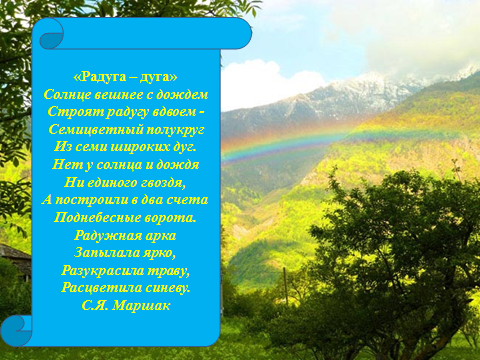 «Радуга – дуга»
Солнце вешнее с дождем
Строят радугу вдвоем -
Семицветный полукруг
Из семи широких дуг.
Нет у солнца и дождя
Ни единого гвоздя,
А построили в два счета
Поднебесные ворота.
Радужная арка
Запылала ярко,
Разукрасила траву,
Расцветила синеву.
С.Я. Маршак